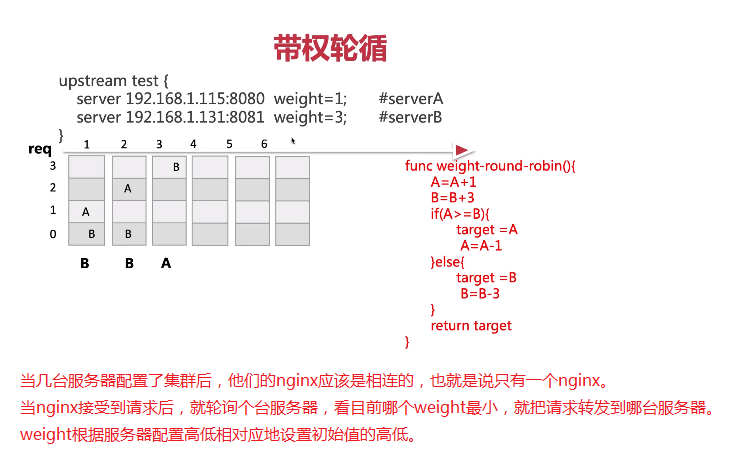 带权轮循
upstream test {
server 192.168.1.115:8080 weight=1; #serverA
server 192.168.1.131:8081 weight=3; #serverB
}
req 1 2 3 4 5 6
3 B
2 A
1 A
0 B B
B B A
func weight-round-robin(){
A=A+1
B=B+3
if(A>=B){
target =A
A=A-1
}else{
target =B
B=B-3
}
return target
}
当几台服务器配置了集群后，他们的nginx应该是相连的，也就是说只有一个nginx。
当nginx接受到请求后，就轮询个台服务器，看目前哪个weight最小，就把请求转发到哪台服务器。
weight根据服务器配置高低相对应地设置初始值的高低。